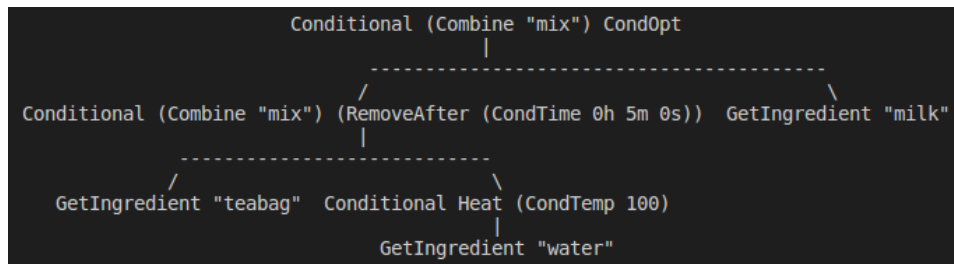 Conditional (Combine "mix") CondOpt
|
-----------------------------------------
/ \
Conditional (Combine "mix") (RemoveAfter (CondTime 0h 5m 0s)) GetIngredient "milk"
|
----------------------------
/ \
GetIngredient "teabag" Conditional Heat (CondTemp 100)
|
GetIngredient "water"